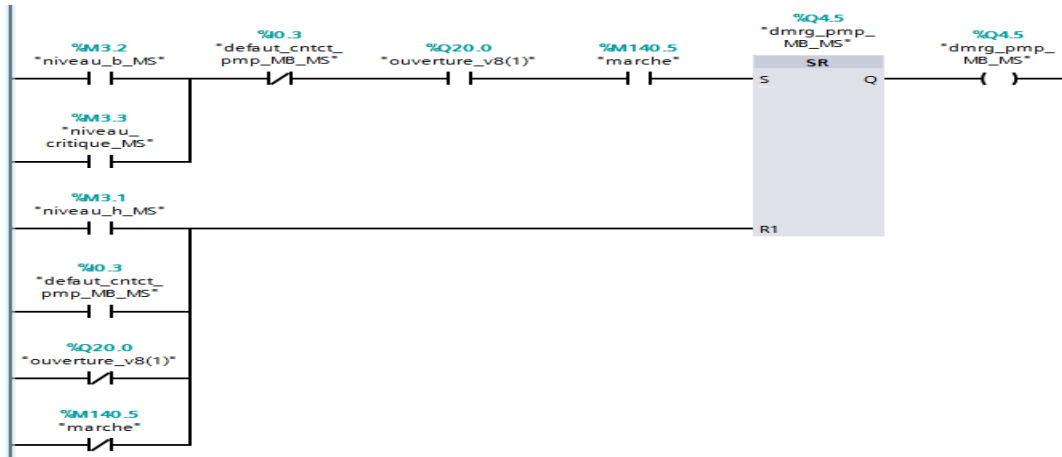 %M3.2
"niveau_b_MS"
%I0.3
"defaut_cntct_
pmp_MB_MS"
%Q20.0
"ouverture_v8(1)"
%M140.5
"marche"
%Q4.5
"dmrg_pmp_
MB_MS"
SR
S
Q
R1
%Q4.5
"dmrg_pmp_
MB_MS"
%M3.3
"niveau_
critique_MS"
%M3.1
"niveau_h_MS"
%I0.3
"defaut_cntct_
pmp_MB_MS"
%Q20.0
"ouverture_v8(1)"
%M140.5
"marche"